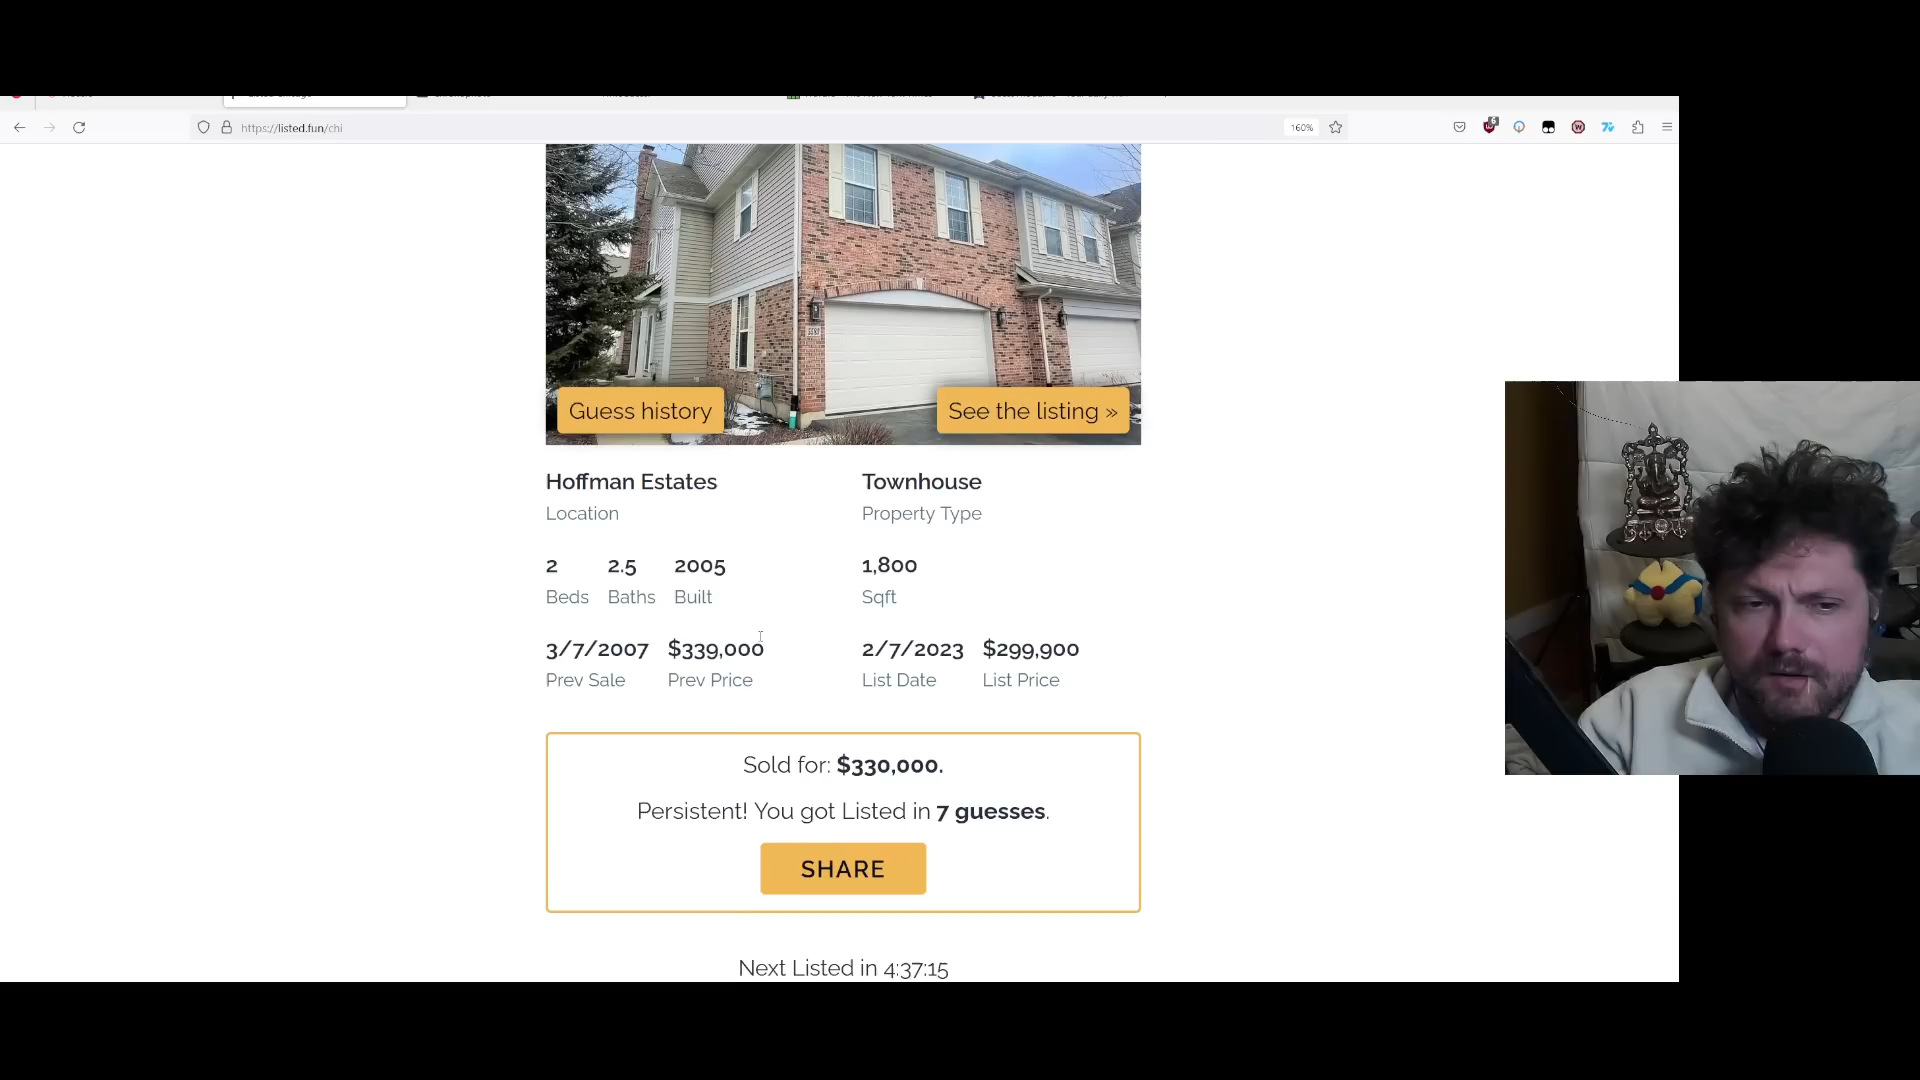 https://listed.fun/chi
160%
Guess history
See the listing »
Hoffman Estates
Townhouse
Location
Property Type
2 2.5 2005
1,800
Beds Baths Built
Sqft
3/7/2007 $339,000
2/7/2023 $299,900
Prev Sale Prev Price
List Date List Price
Sold for: $330,000.
Persistent! You got Listed in 7 guesses.
SHARE
Next Listed in 4:37:15